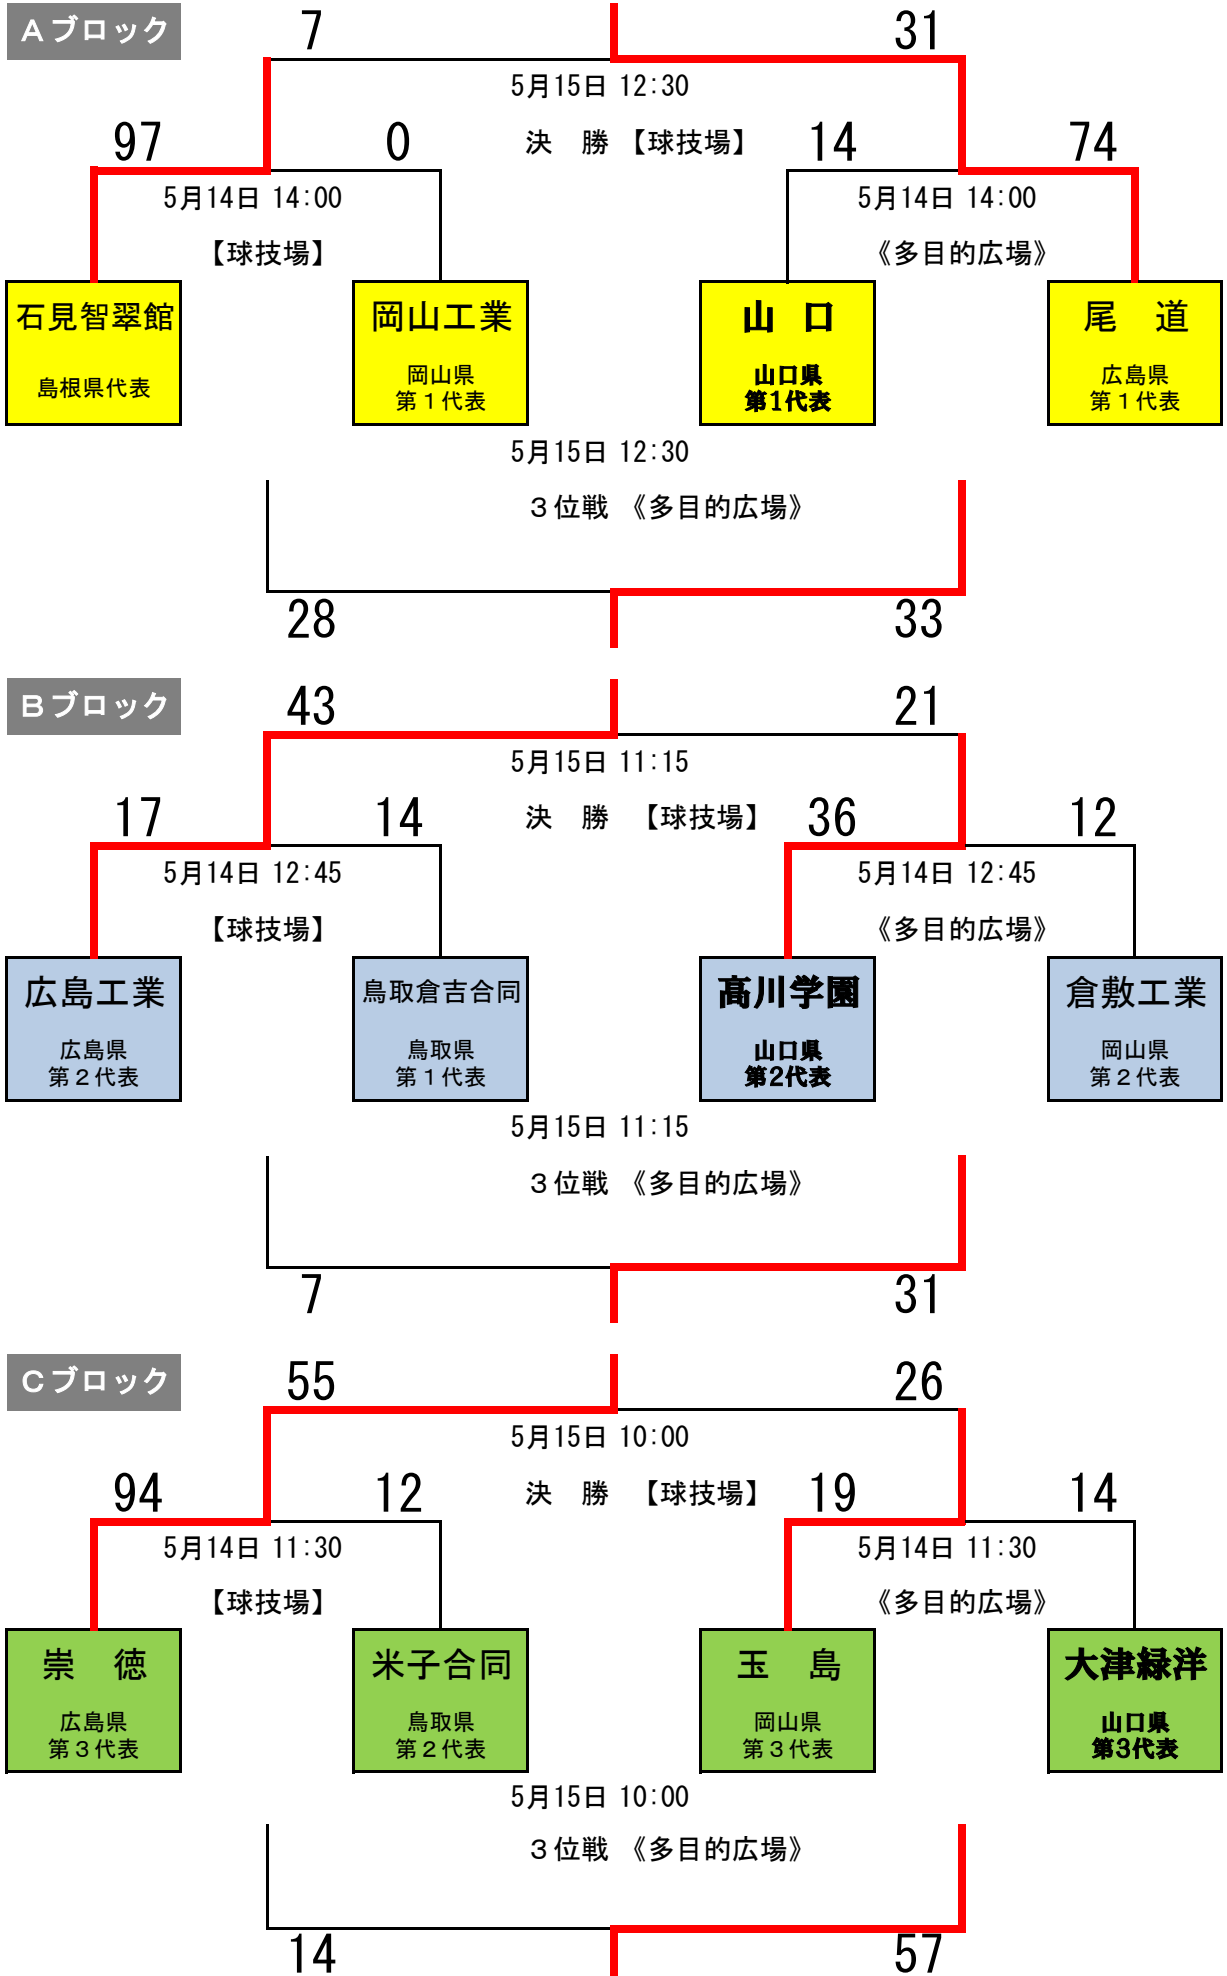 Aブロック
7 31
5月15日 12:30
97 0 決 勝 【球技場】 14 74
5月14日 14:00 5月14日 14:00
【球技場】 《多目的広場》
石見智翠館 岡山工業 山 口 尾 道
島根県代表 岡山県 山口県 広島県
第1代表 第1代表 第1代表
5月15日 12:30
3位戦 《多目的広場》
28 33
Bブロック
43 21
5月15日 11:15
17 14 決 勝 【球技場】 36 12
5月14日 12:45 5月14日 12:45
【球技場】 《多目的広場》
広島工業 鳥取倉吉合同 高川学園 倉敷工業
広島県 鳥取県 山口県 岡山県
第2代表 第1代表 第2代表 第2代表
5月15日 11:15
3位戦 《多目的広場》
7 31
Cブロック
55 26
5月15日 10:00
94 12 決 勝 【球技場】 19 14
5月14日 11:30 5月14日 11:30
【球技場】 《多目的広場》
崇 徳 米子合同 玉 島 大津緑洋
広島県 鳥取県 岡山県 山口県
第3代表 第2代表 第3代表 第3代表
5月15日 10:00
3位戦 《多目的広場》
14 57